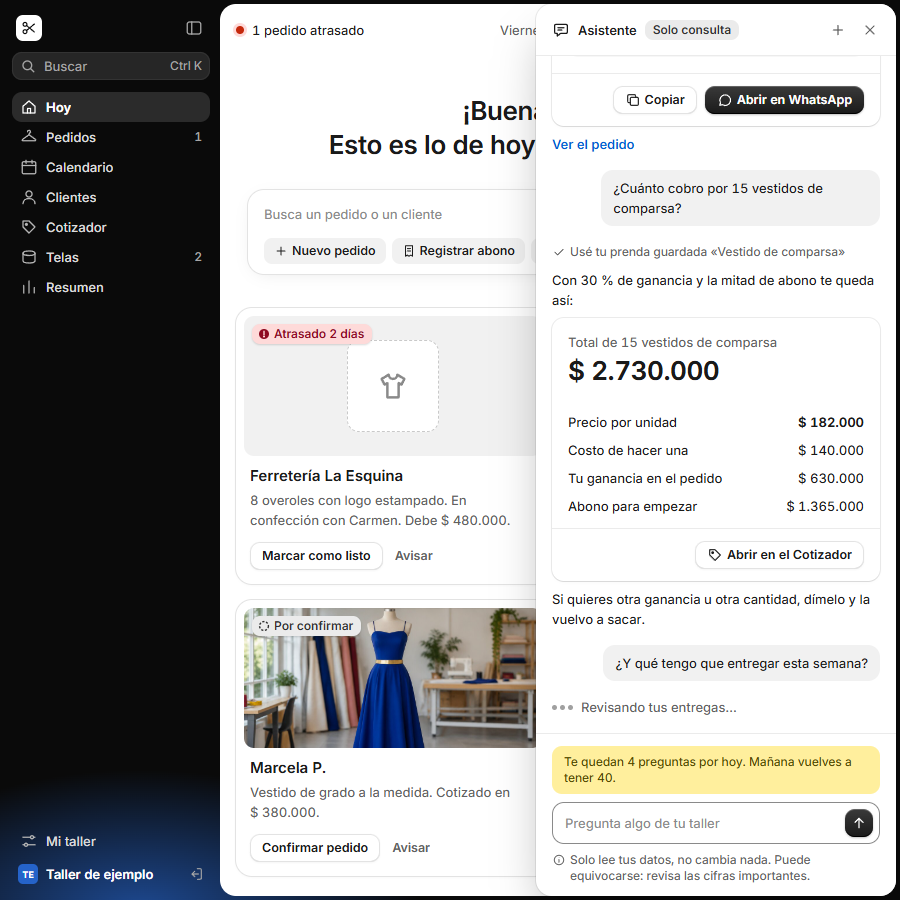 Buscar
Ctrl K
Hoy
Pedidos
1
Calendario
Clientes
Cotizador
Telas
2
Resumen
Mi taller
TE
Taller de ejemplo
1 pedido atrasado
Vierne
¡Buena
Esto es lo de hoy
Busca un pedido o un cliente
Nuevo pedido
Registrar abono
Atrasado 2 días
Ferretería La Esquina
8 overoles con logo estampado. En
confección con Carmen. Debe $ 480.000.
Marcar como listo
Avisar
Por confirmar
Marcela P.
Vestido de grado a la medida. Cotizado en
$ 380.000.
Confirmar pedido
Avisar
Asistente
Solo consulta
Copiar
Abrir en WhatsApp
Ver el pedido
¿Cuánto cobro por 15 vestidos de
comparsa?
Usé tu prenda guardada «Vestido de comparsa»
Con 30 % de ganancia y la mitad de abono te queda
así:
Total de 15 vestidos de comparsa
$ 2.730.000
Precio por unidad
$ 182.000
Costo de hacer una
$ 140.000
Tu ganancia en el pedido
$ 630.000
Abono para empezar
$ 1.365.000
Abrir en el Cotizador
Si quieres otra ganancia u otra cantidad, dímelo y la
vuelvo a sacar.
¿Y qué tengo que entregar esta semana?
Revisando tus entregas...
Te quedan 4 preguntas por hoy. Mañana vuelves a
tener 40.
Pregunta algo de tu taller
Solo lee tus datos, no cambia nada. Puede
equivocarse: revisa las cifras importantes.